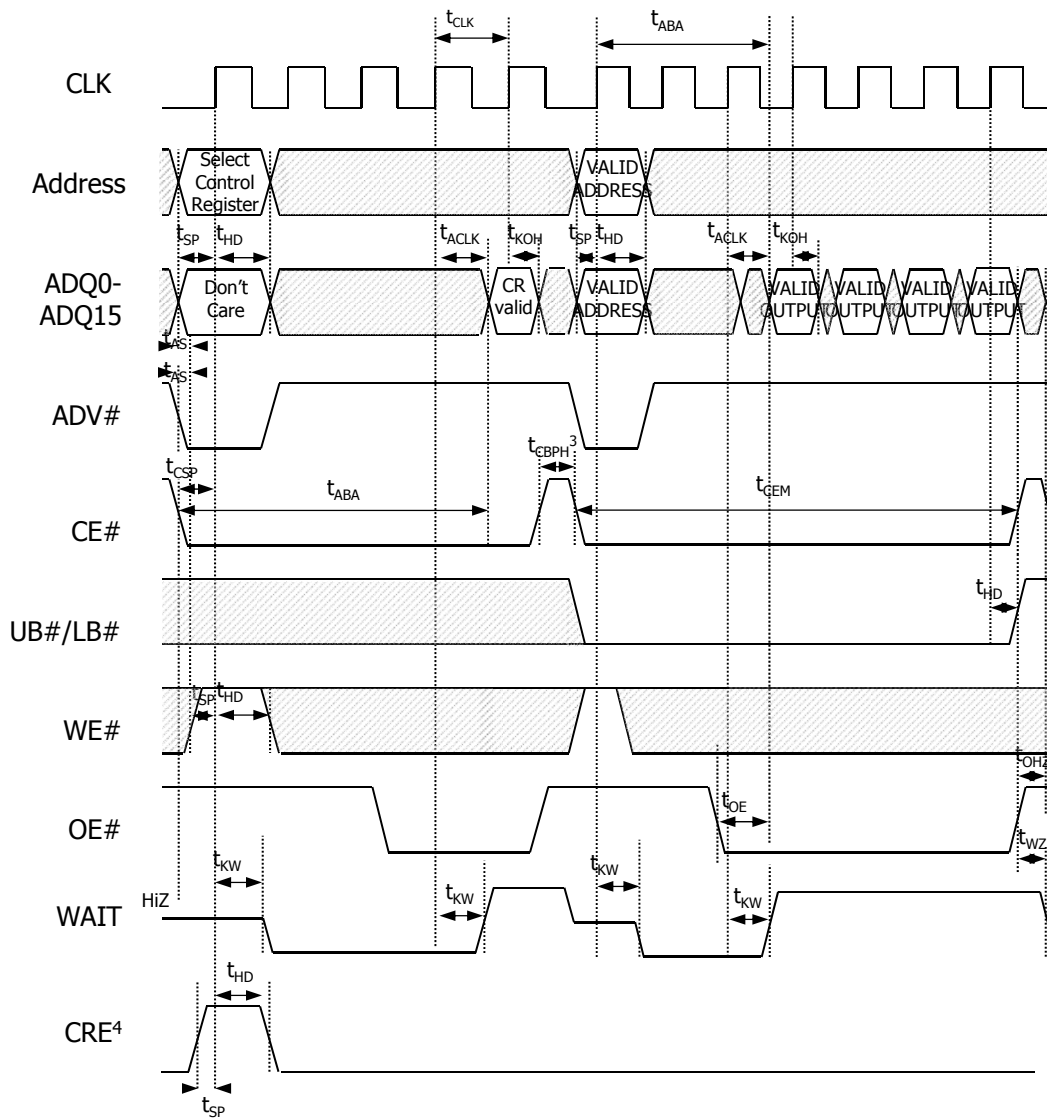 tCLK
tABA
CLK
Address
Select
Control
Register
VALID
ADDRESS
tSP
tHD
tACLK
tKOH
tSP
tHD
tACLK
tKOH
ADQ0-
ADQ15
Don't
Care
CR
valid
VALID
ADDRESS
VALID
OUTPUT
VALID
OUTPUT
VALID
OUTPUT
VALID
OUTPUT
tAS
tAS
ADV#
tCBPH3
tCSP
tABA
tCEM
CE#
UB#/LB#
tHD
tSP
tHD
WE#
tOHZ
OE#
tOE
tWZ
tKW
tKW
tKW
tKW
HiZ
WAIT
tHD
CRE4
tSP